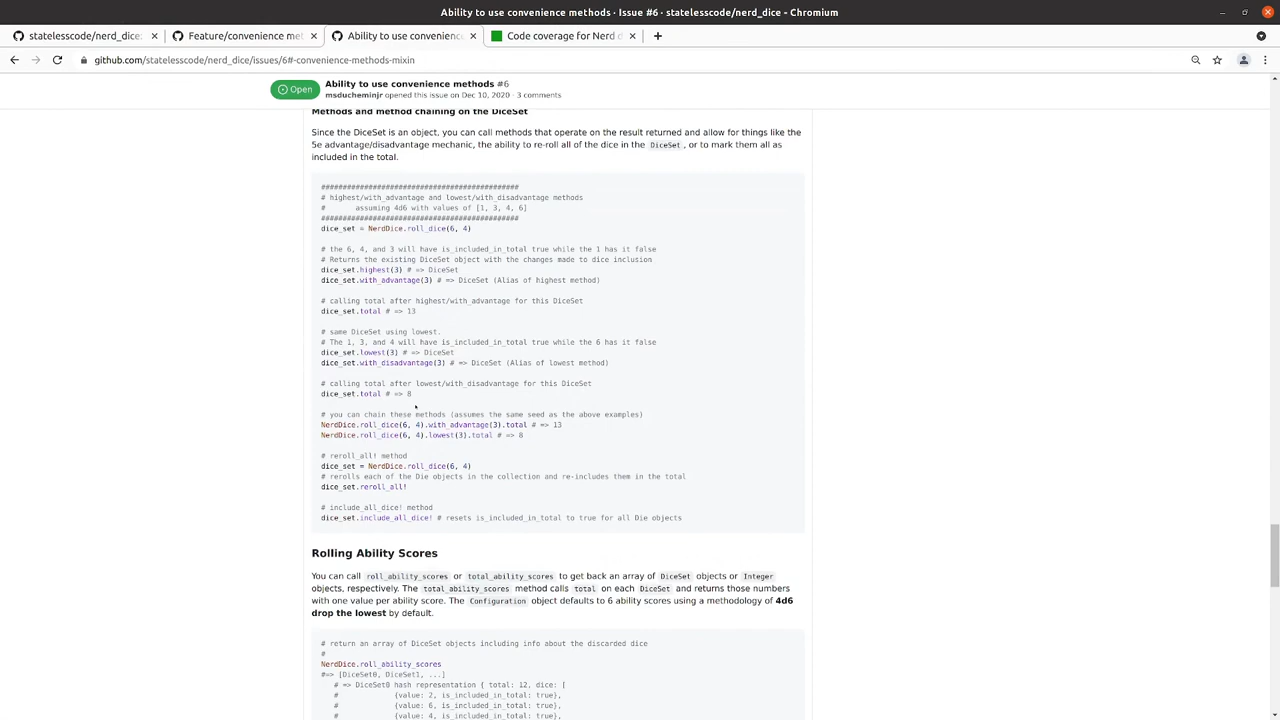 Ability to use convenience methods · Issue #6 · statelesscode/nerd_dice - Chromium
statelesscode/nerd_dice:
Feature/convenience met
Ability to use convenienc
Code coverage for Nerd d
github.com/statelesscode/nerd_dice/issues/6#-convenience-methods-mixin
Open
Ability to use convenience methods #6
msducheminjr opened this issue on Dec 10, 2020 · 3 comments
Methods and method chaining on the DiceSet
Since the DiceSet is an object, you can call methods that operate on the result returned and allow for things like the
5e advantage/disadvantage mechanic, the ability to re-roll all of the dice in the DiceSet, or to mark them all as
included in the total.
##############################################
# highest/with_advantage and lowest/with_disadvantage methods
#       assuming 4d6 with values of [1, 3, 4, 6]
##############################################
dice_set = NerdDice.roll_dice(6, 4)
# the 6, 4, and 3 will have is_included_in_total true while the 1 has it false
# Returns the existing DiceSet object with the changes made to dice inclusion
dice_set.highest(3) # => DiceSet
dice_set.with_advantage(3) # => DiceSet (Alias of highest method)
# calling total after highest/with_advantage for this DiceSet
dice_set.total # => 13
# same DiceSet using lowest.
# The 1, 3, and 4 will have is_included_in_total true while the 6 has it false
dice_set.lowest(3) # => DiceSet
dice_set.with_disadvantage(3) # => DiceSet (Alias of lowest method)
# calling total after lowest/with_disadvantage for this DiceSet
dice_set.total # => 8
# you can chain these methods (assumes the same seed as the above examples)
NerdDice.roll_dice(6, 4).with_advantage(3).total # => 13
NerdDice.roll_dice(6, 4).lowest(3).total # => 8
# reroll_all! method
dice_set = NerdDice.roll_dice(6, 4)
# rerolls each of the Die objects in the collection and re-includes them in the total
dice_set.reroll_all!
# include_all_dice! method
dice_set.include_all_dice! # resets is_included_in_total to true for all Die objects
Rolling Ability Scores
You can call roll_ability_scores or total_ability_scores to get back an array of DiceSet objects or Integer
objects, respectively. The total_ability_scores method calls total on each DiceSet and returns those numbers
with one value per ability score. The Configuration object defaults to 6 ability scores using a methodology of 4d6
drop the lowest by default.
# return an array of DiceSet objects including info about the discarded dice
#
NerdDice.roll_ability_scores
#=> [DiceSet0, DiceSet1, ...]
# => DiceSet0 hash representation { total: 12, dice: [
#             {value: 2, is_included_in_total: true},
#             {value: 6, is_included_in_total: true},
#             {value: 4, is_included_in_total: true},